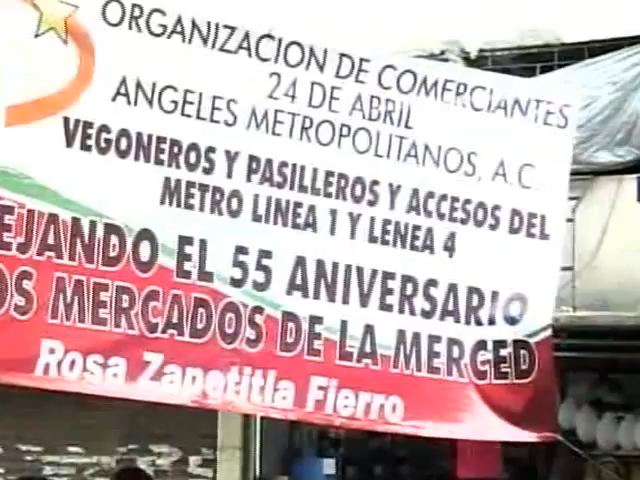 ORGANIZACION DE COMERCIANTES
24 DE ABRIL
ANGELES METROPOLITANOS, A.C.
VEGONEROS Y PASILLEROS Y ACCESOS DEL
METRO LINEA 1 Y LENEA 4
EJANDO EL 55 ANIVERSARIO
OS MERCADOS DE LA MERCED
Rosa Zapetitla Fierro